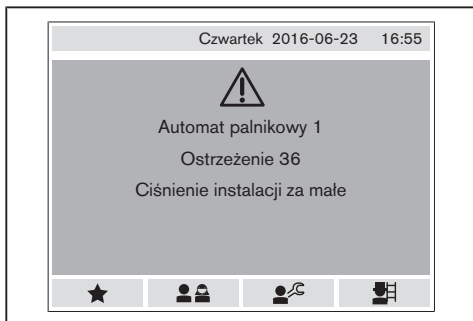 Czwartek 2016-06-23 16:55
Automat palnikowy 1
Ostrzeżenie 36
Ciśnienie instalacji za małe